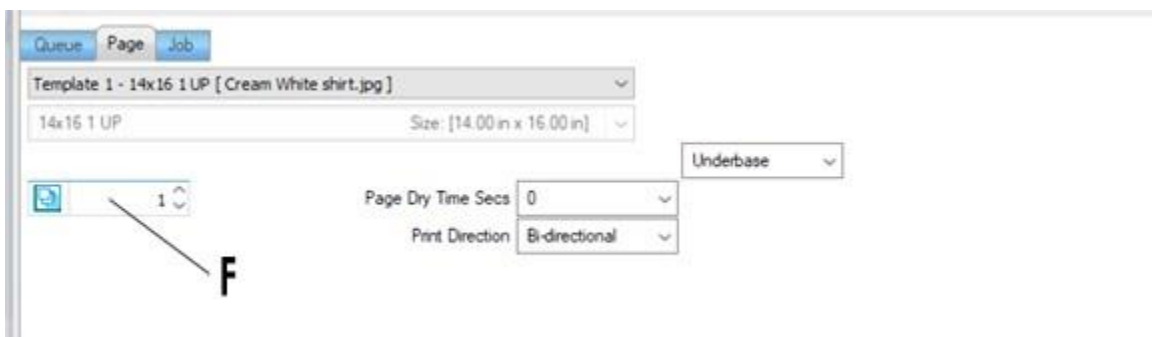 Queue Page Job
Template 1 - 14x16 1 UP [ Cream White shirt.jpg ]
14x16 1 UP Size: [14.00 in x 16.00 in]
Underbase
1 Page Dry Time Secs 0
Print Direction Bi-directional
F